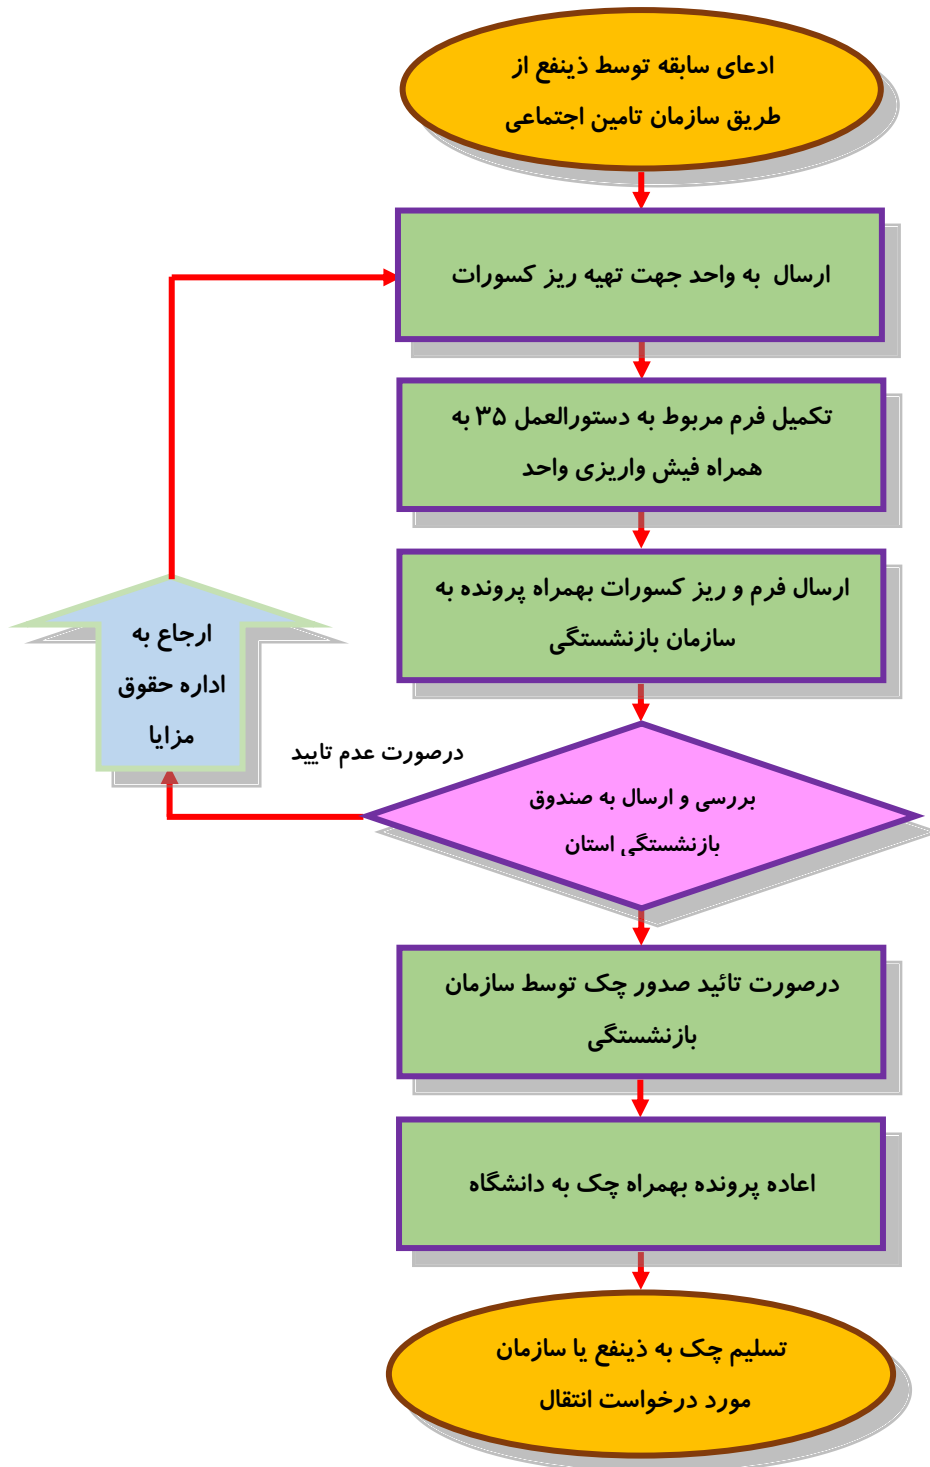 ادعای سابقه توسط ذینفع از
طریق سازمان تامین اجتماعی
ارسال به واحد جهت تهیه ریز کسورات
تکمیل فرم مربوط به دستورالعمل ۳۵ به
همراه فیش واریزی واحد
ارسال فرم و ریز کسورات بهمراه پرونده به
سازمان بازنشستگی
ارجاع به
اداره حقوق
مزایا
درصورت عدم تایید
بررسی و ارسال به صندوق
بازنشستگی استان
درصورت تائید صدور چک توسط سازمان
بازنشستگی
اعاده پرونده بهمراه چک به دانشگاه
تسلیم چک به ذینفع یا سازمان
مورد درخواست انتقال